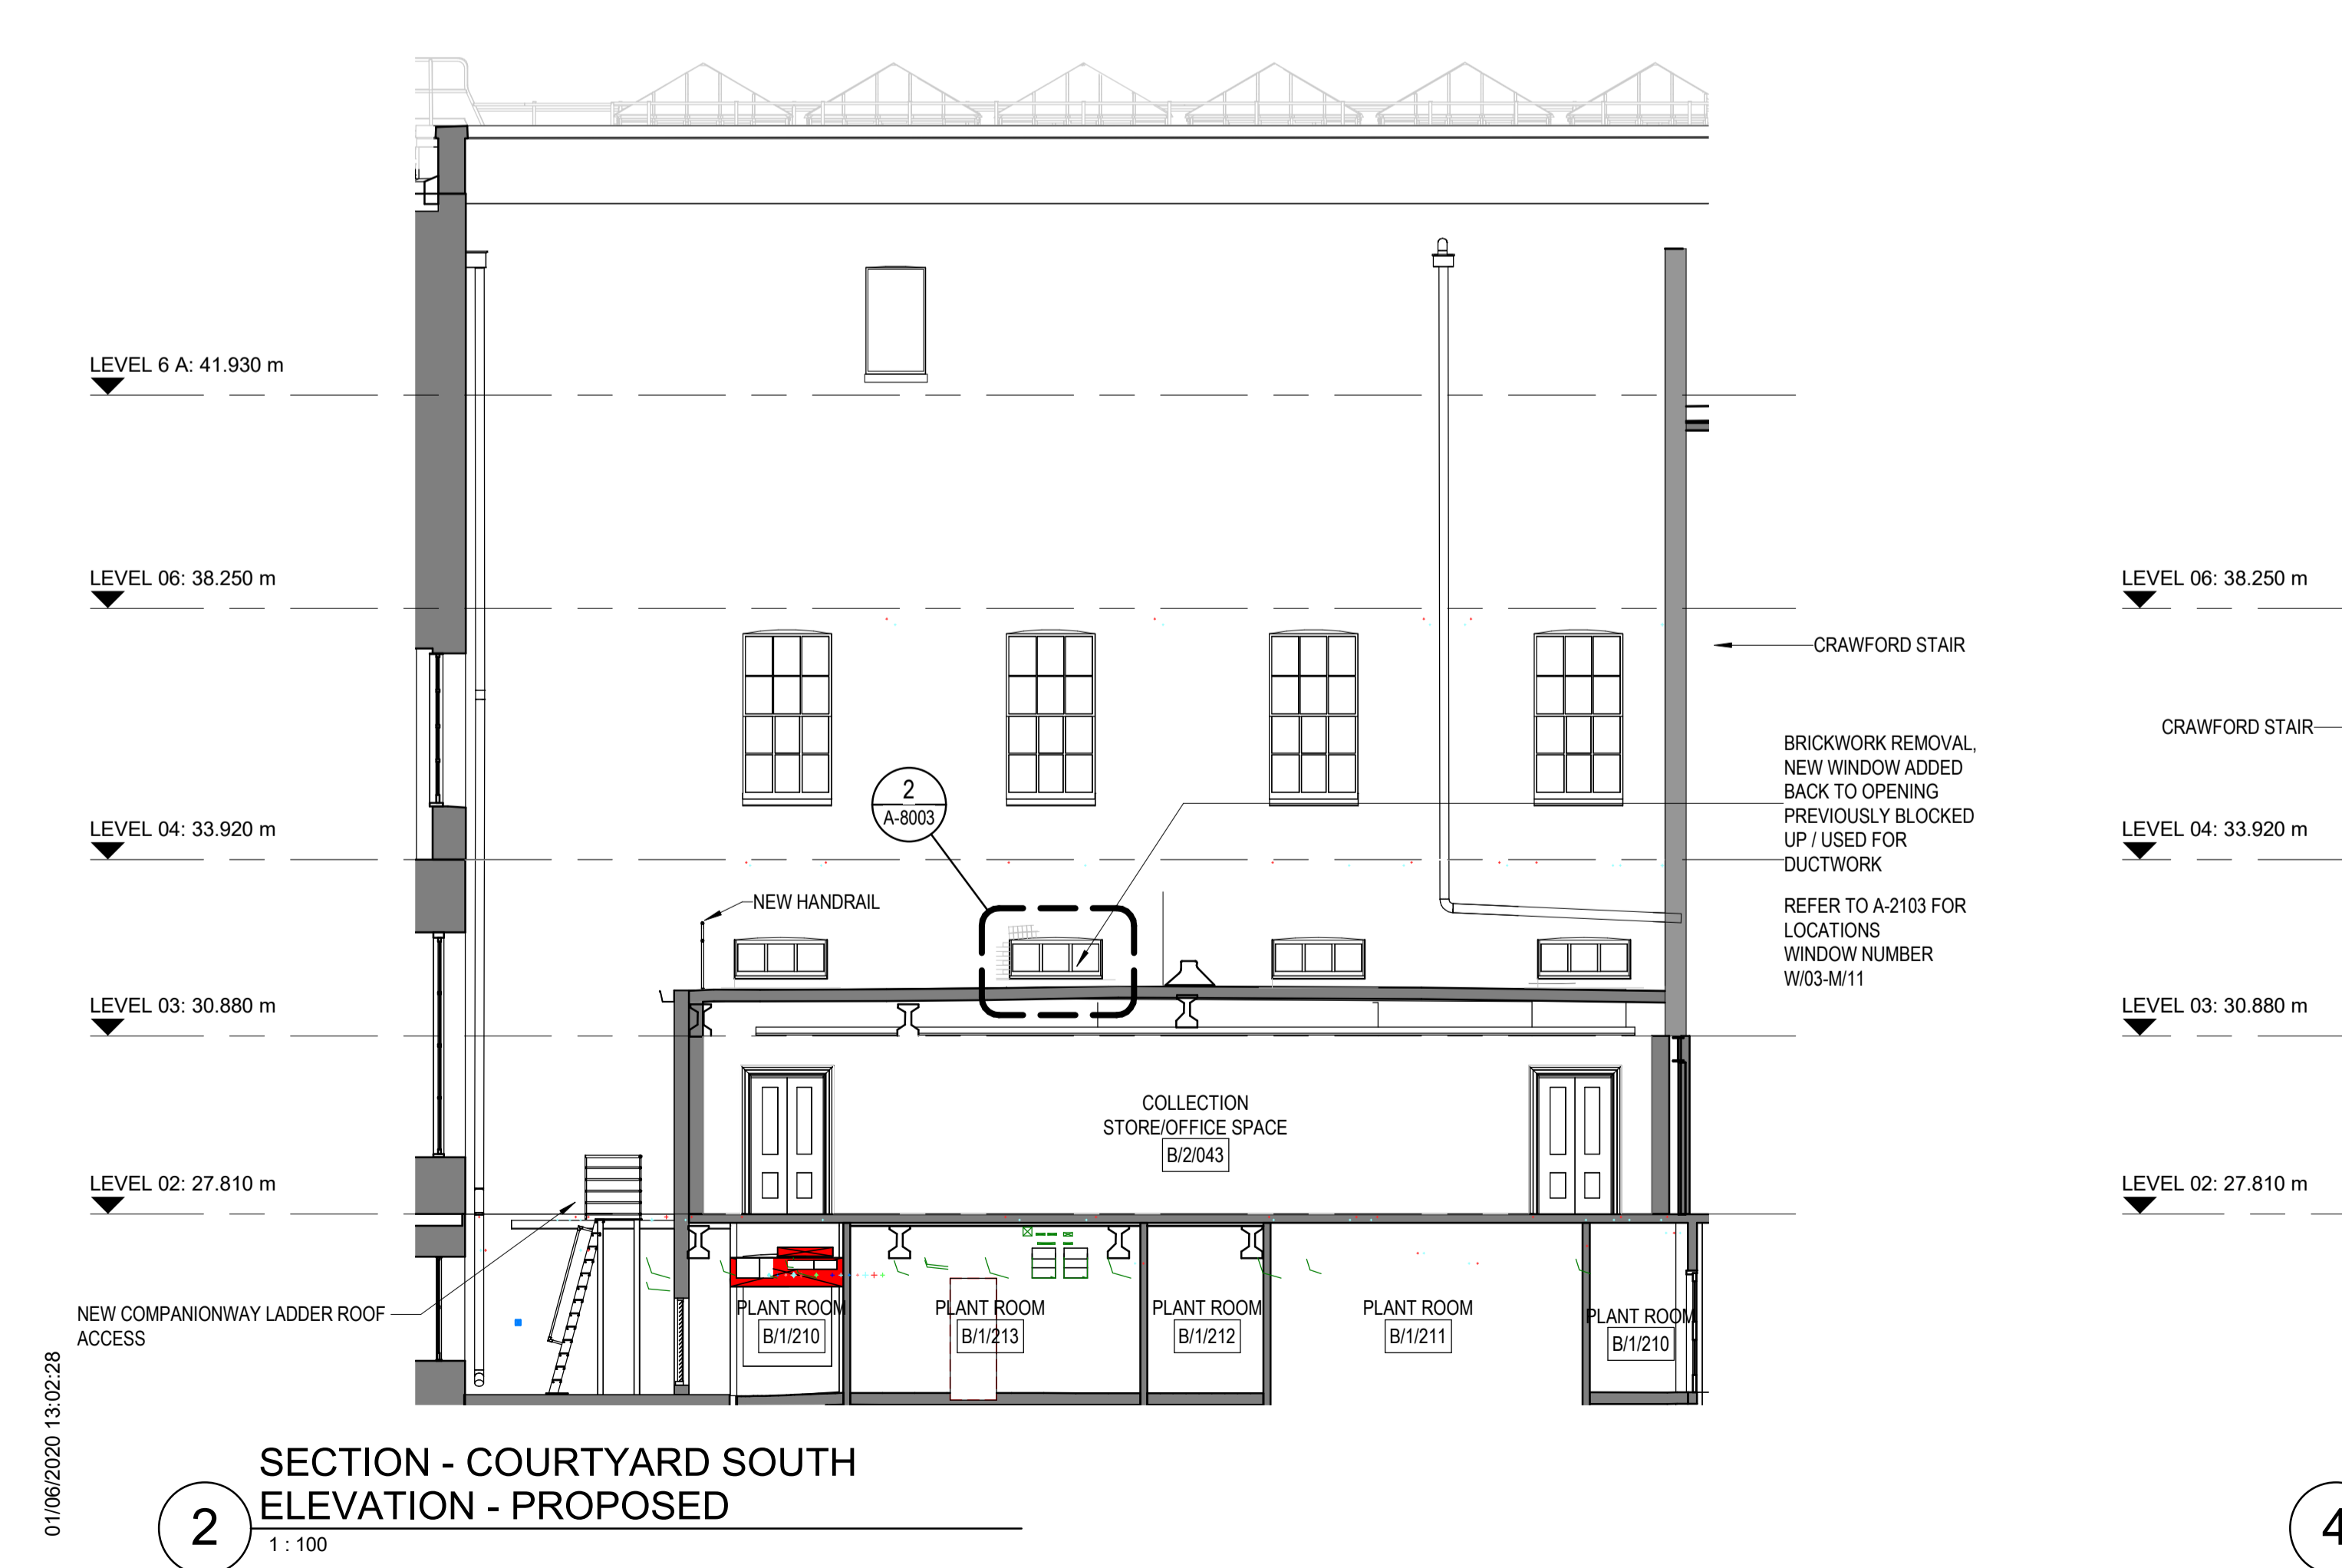 LEVEL 6 A: 41.930 m
LEVEL 06: 38.250 m
LEVEL 04: 33.920 m
LEVEL 03: 30.880 m
LEVEL 02: 27.810 m
NEW COMPANIONWAY LADDER ROOF
ACCESS
NEW HANDRAIL
2
A-8003
CRAWFORD STAIR
BRICKWORK REMOVAL,
NEW WINDOW ADDED
BACK TO OPENING
PREVIOUSLY BLOCKED
UP / USED FOR
DUCTWORK
REFER TO A-2103 FOR
LOCATIONS
WINDOW NUMBER
W/03-M/11
COLLECTION
STORE/OFFICE SPACE
B/2/043
PLANT ROOM
B/1/210
PLANT ROOM
B/1/213
PLANT ROOM
B/1/212
PLANT ROOM
B/1/211
PLANT ROOM
B/1/210
LEVEL 06: 38.250 m
CRAWFORD STAIR
LEVEL 04: 33.920 m
LEVEL 03: 30.880 m
LEVEL 02: 27.810 m
01/06/2020 13:02:28
2
SECTION - COURTYARD SOUTH
ELEVATION - PROPOSED
1 : 100
4